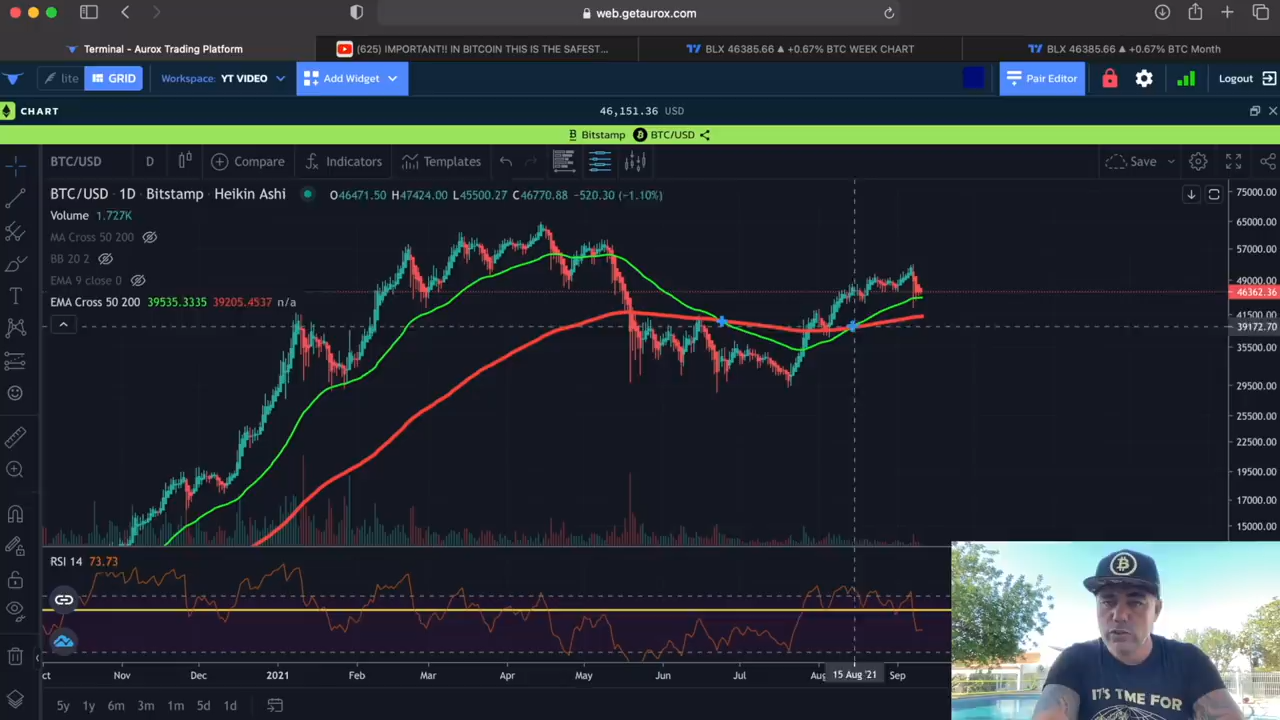 web.getaurox.com
Terminal - Aurox Trading Platform
(625) IMPORTANT!! IN BITCOIN THIS IS THE SAFEST...
BLX 46385.66 ▲ +0.67% BTC WEEK CHART
BLX 46385.66 ▲ +0.67% BTC Month
lite
GRID
Workspace: YT VIDEO
Add Widget
Pair Editor
Logout
CHART
46,151.36 USD
Bitstamp
BTC/USD
BTC/USD
D
Compare
Indicators
Templates
Save
BTC/USD · 1D · Bitstamp · Heikin Ashi
O46471.50 H47424.00 L45500.27 C46770.88 -520.30 (-1.10%)
Volume 1.727K
MA Cross 50 200
BB 20 2
EMA 9 close 0
EMA Cross 50 200 39535.3335 39205.4537 n/a
75000.00
65000.00
57000.00
49000.00
46362.36
41500.00
39172.70
35500.00
29500.00
25500.00
22500.00
19500.00
17000.00
15000.00
RSI 14 73.73
ct
Nov
Dec
2021
Feb
Mar
Apr
May
Jun
Jul
Aug
15 Aug '21
Sep
5y
1y
6m
3m
1m
5d
1d
IT'S TIME FOR